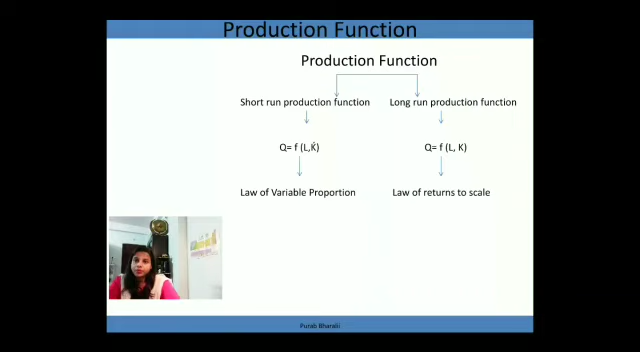 Production Function
Production Function
Short run production function
Long run production function
Q= f (L,Ḱ)
Q= f (L, K)
Law of Variable Proportion
Law of returns to scale
Purab Bharali